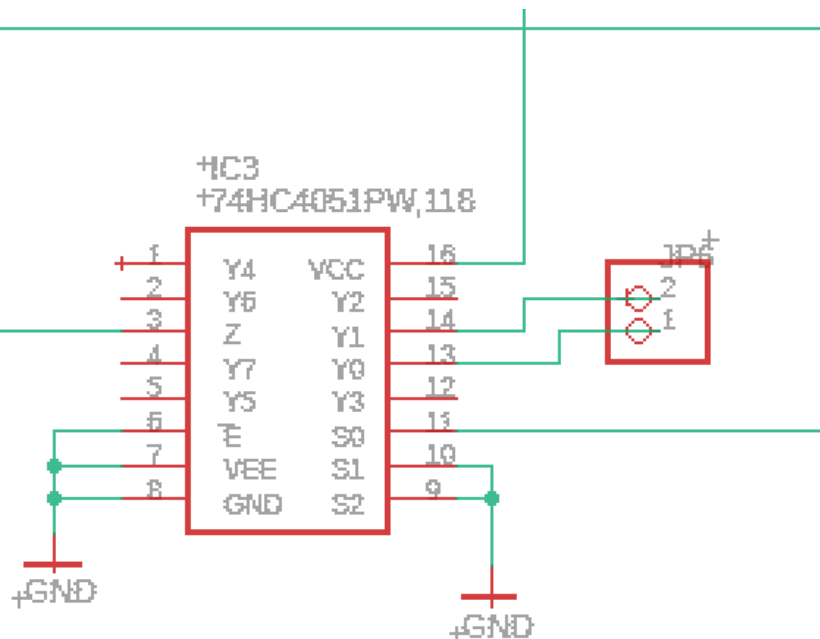 IC3
74HC4051PW,118
1 Y4 VCC 16
2 Y6 Y2 15
3 Z Y1 14
4 Y7 Y0 13
5 Y5 Y3 12
6 E S0 11
7 VEE S1 10
8 GND S2 9
2
1
GND
GND